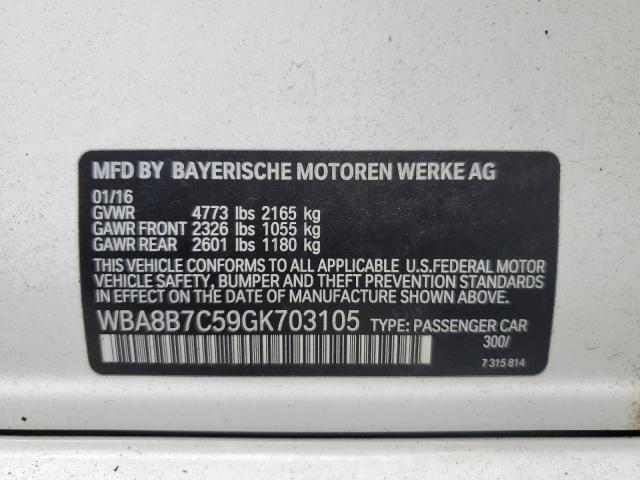 MFD BY BAYERISCHE MOTOREN WERKE AG
01/16
GVWR 4773 lbs 2165 kg
GAWR FRONT 2326 lbs 1055 kg
GAWR REAR 2601 lbs 1180 kg
THIS VEHICLE CONFORMS TO ALL APPLICABLE U.S.FEDERAL MOTOR
VEHICLE SAFETY, BUMPER AND THEFT PREVENTION STANDARDS
IN EFFECT ON THE DATE OF MANUFACTURE SHOWN ABOVE.
WBA8B7C59GK703105 TYPE: PASSENGER CAR
300/
7 315 814